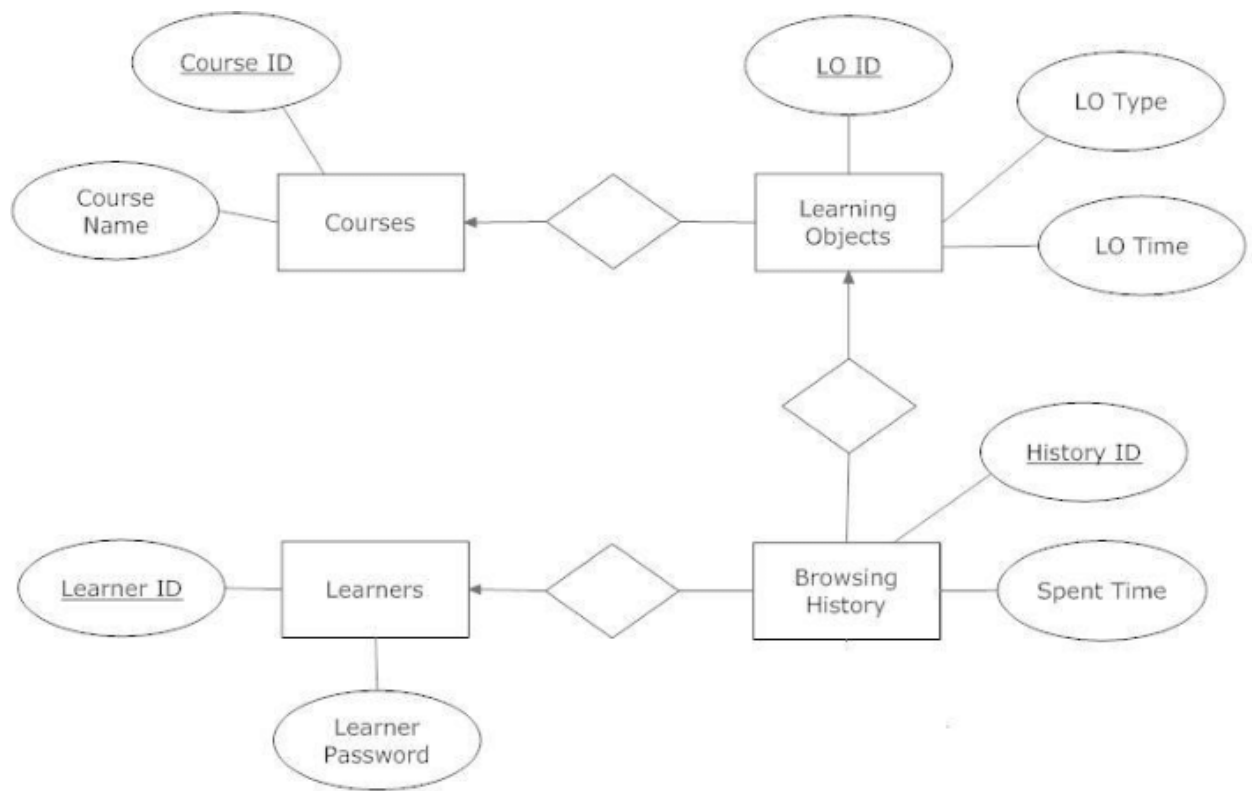 Course ID
LO ID
LO Type
Course
Name
Courses
Learning
Objects
LO Time
History ID
Learner ID
Learners
Browsing
History
Spent Time
Learner
Password